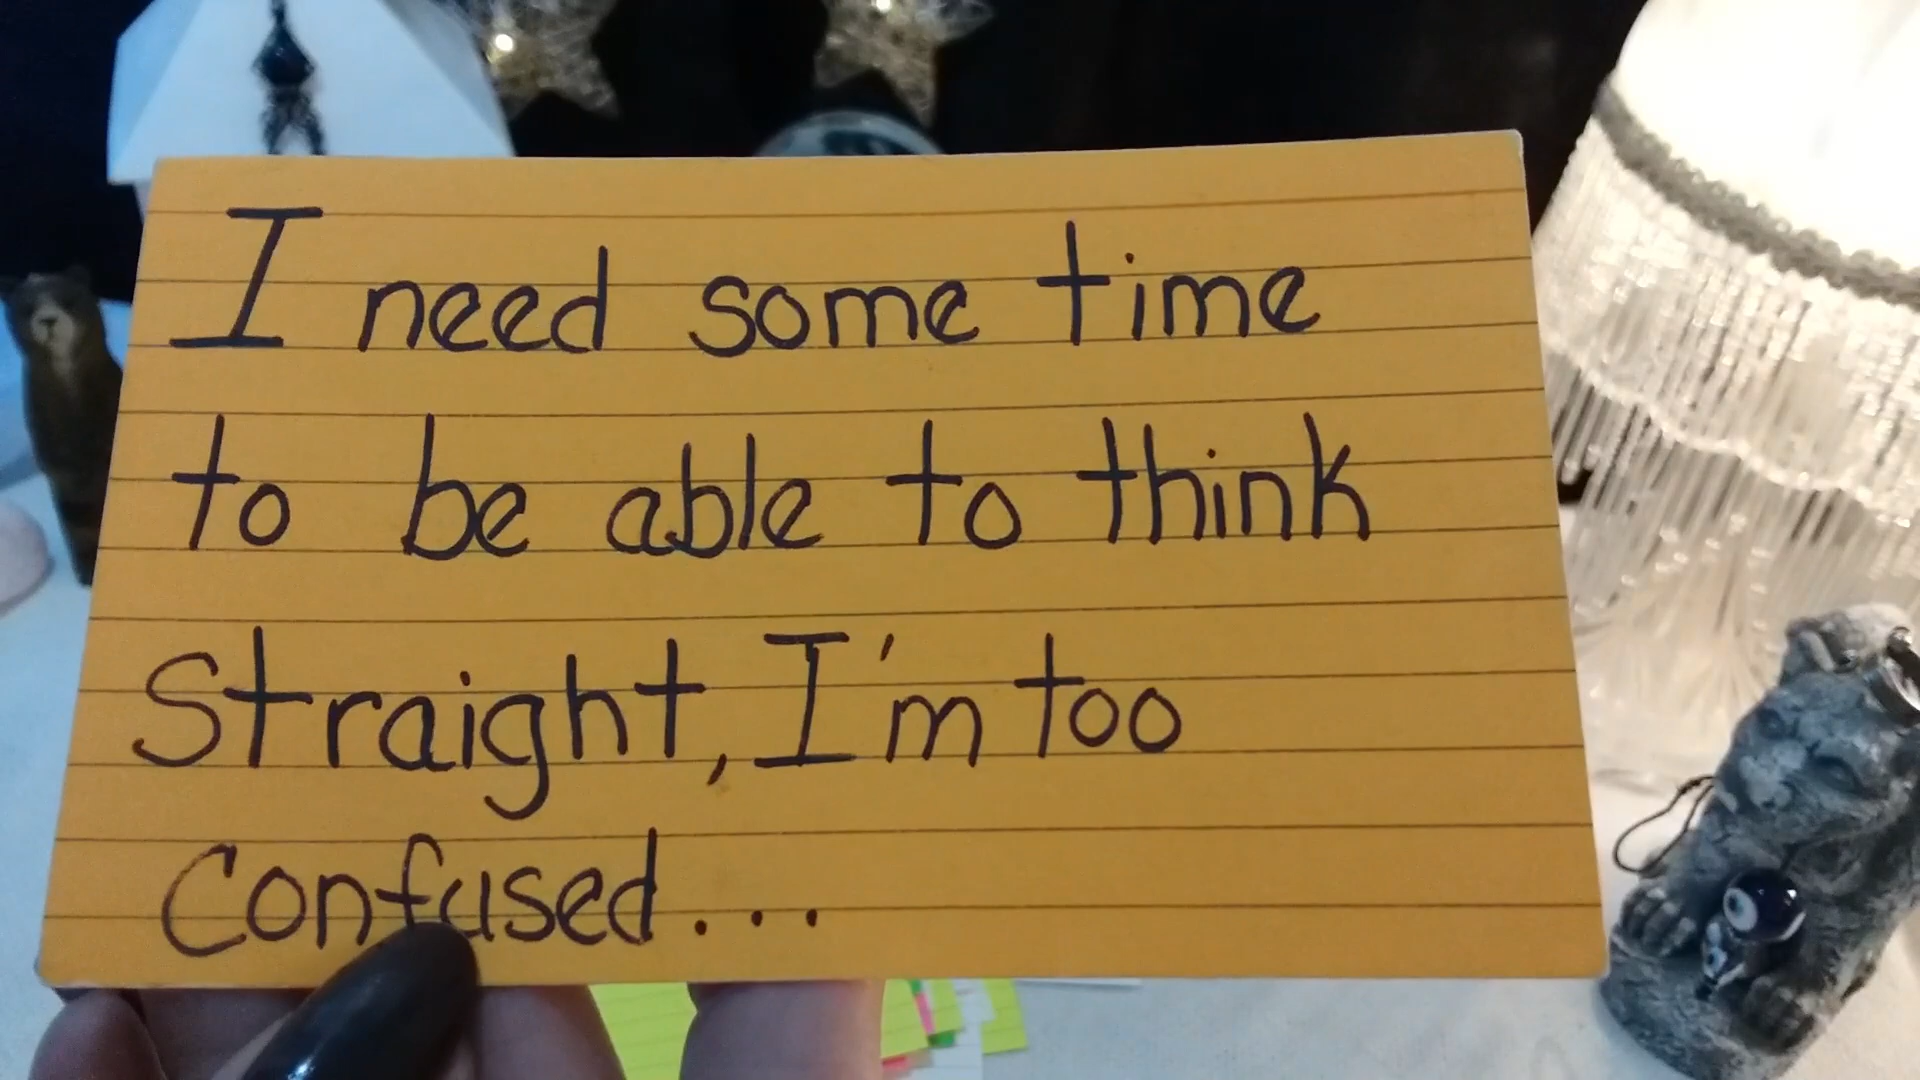 I need some time
to be able to think
Straight, I'm too
Confused...